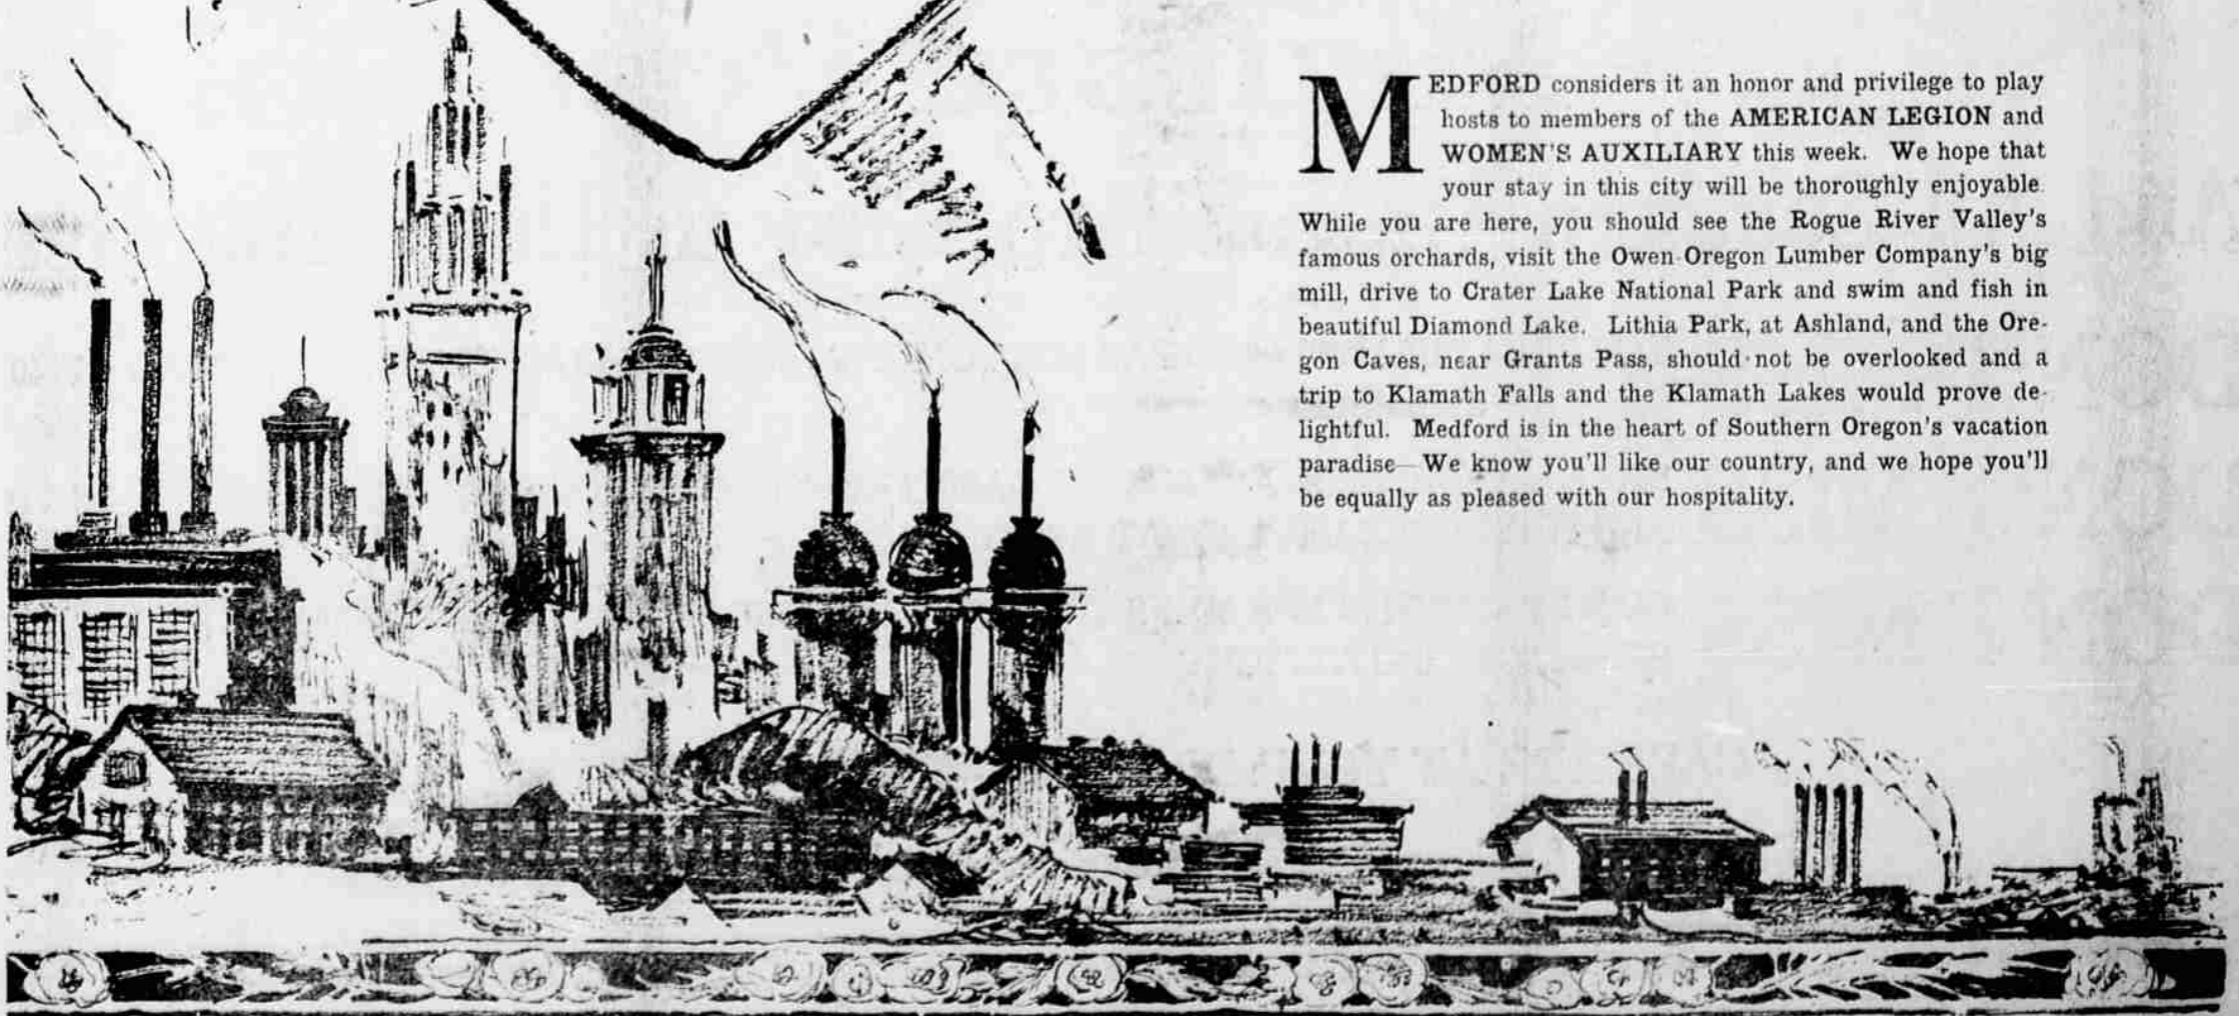 MEDFORD considers it an honor and privilege to play
hosts to members of the AMERICAN LEGION and
WOMEN'S AUXILIARY this week. We hope that
your stay in this city will be thoroughly enjoyable.
While you are here, you should see the Rogue River Valley's
famous orchards, visit the Owen-Oregon Lumber Company's big
mill, drive to Crater Lake National Park and swim and fish in
beautiful Diamond Lake. Lithia Park, at Ashland, and the Ore-
gon Caves, near Grants Pass, should not be overlooked and a
trip to Klamath Falls and the Klamath Lakes would prove de-
lightful. Medford is in the heart of Southern Oregon's vacation
paradise—We know you'll like our country, and we hope you'll
be equally as pleased with our hospitality.